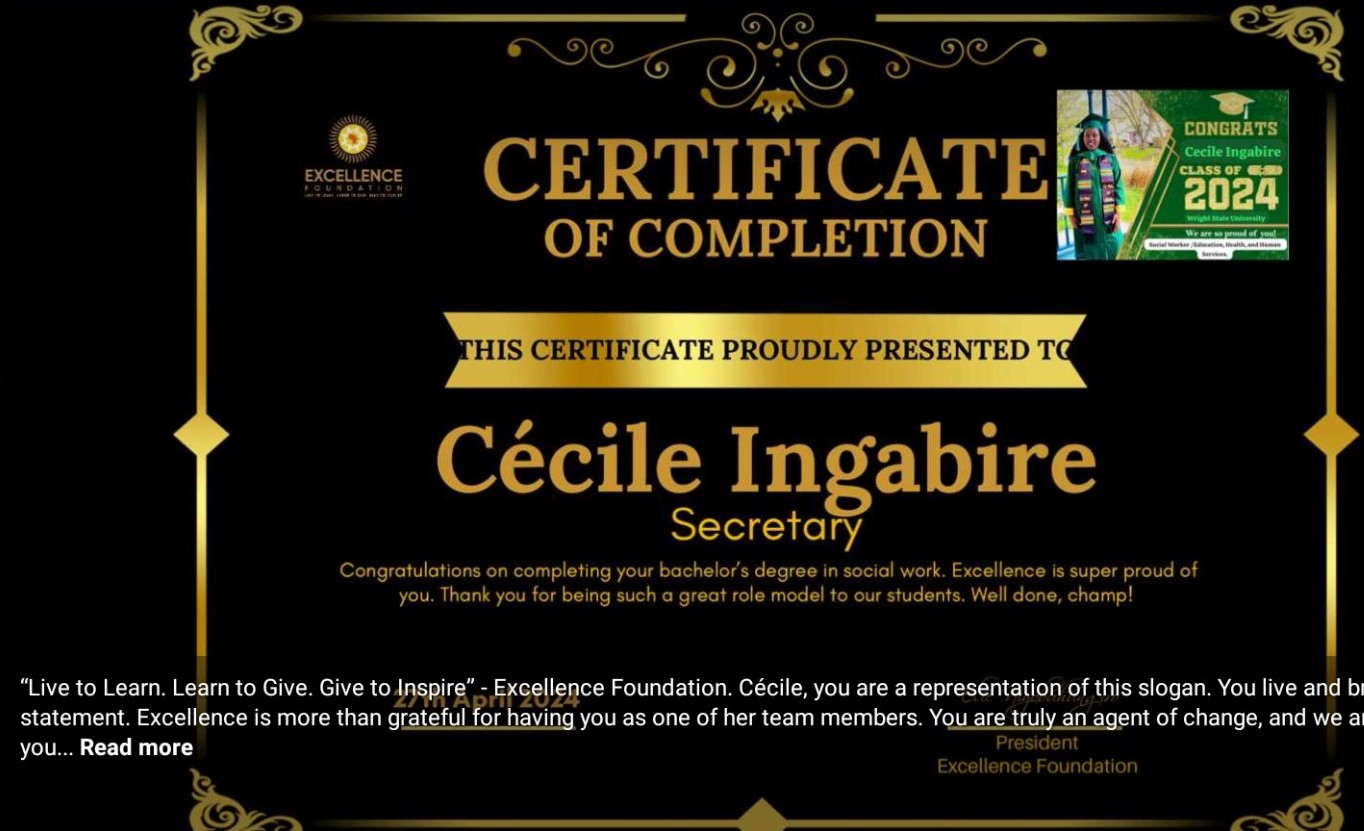 EXCELLENCE
FOUNDATION
CERTIFICATE
OF COMPLETION
CONGRATS
Cecile Ingabire
CLASS OF
2024
Wright State University
We are so proud of you!
Social Worker /Education, Health, and Human
Services.
THIS CERTIFICATE PROUDLY PRESENTED TO
Cécile Ingabire
Secretary
Congratulations on completing your bachelor’s degree in social work. Excellence is super proud of
you. Thank you for being such a great role model to our students. Well done, champ!
27th April 2024
“Live to Learn. Learn to Give. Give to Inspire” - Excellence Foundation. Cécile, you are a representation of this slogan. You live and br
statement. Excellence is more than grateful for having you as one of her team members. You are truly an agent of change, and we ar
you... Read more
President
Excellence Foundation